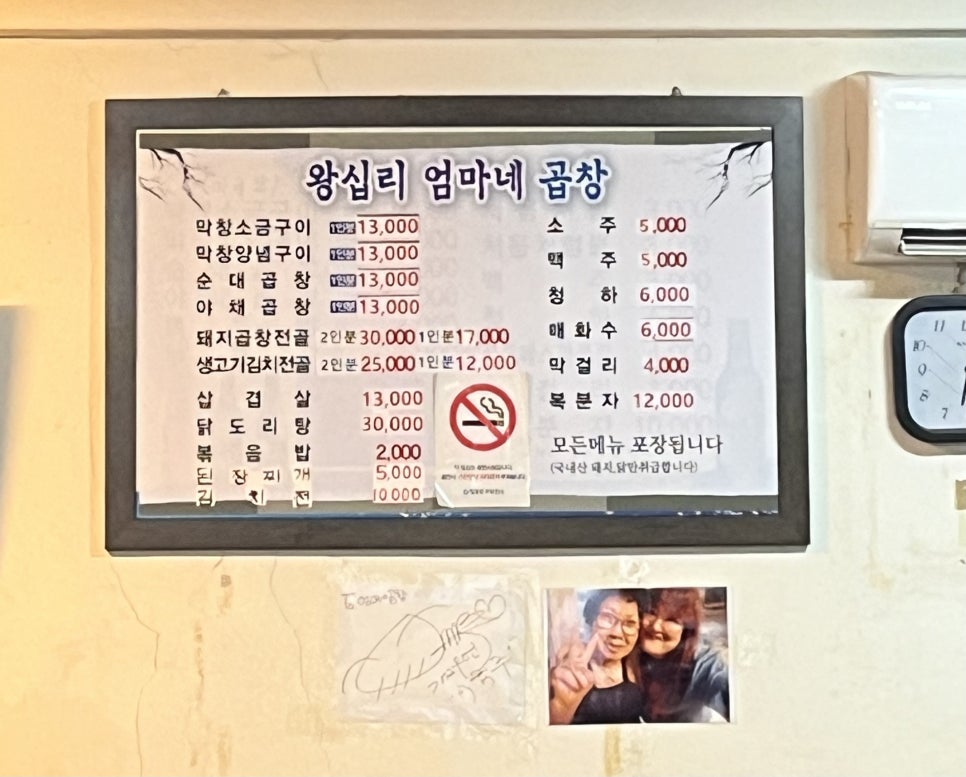 왕십리 엄마네 곱창
막창소금구이 1인분 13,000
막창양념구이 1인분 13,000
순대곱창 1인분 13,000
야채곱창 1인분 13,000
돼지곱창전골 2인분 30,000 1인분 17,000
생고기김치전골 2인분 25,000 1인분 12,000
삼겹살 13,000
닭도리탕 30,000
볶음밥 2,000
된장찌개 5,000
김치전 10000
소주 5,000
맥주 5,000
청하 6,000
매화수 6,000
막걸리 4,000
복분자 12,000
모든메뉴 포장됩니다
(국내산 돼지,닭만취급합니다)
11
10
9
8
7